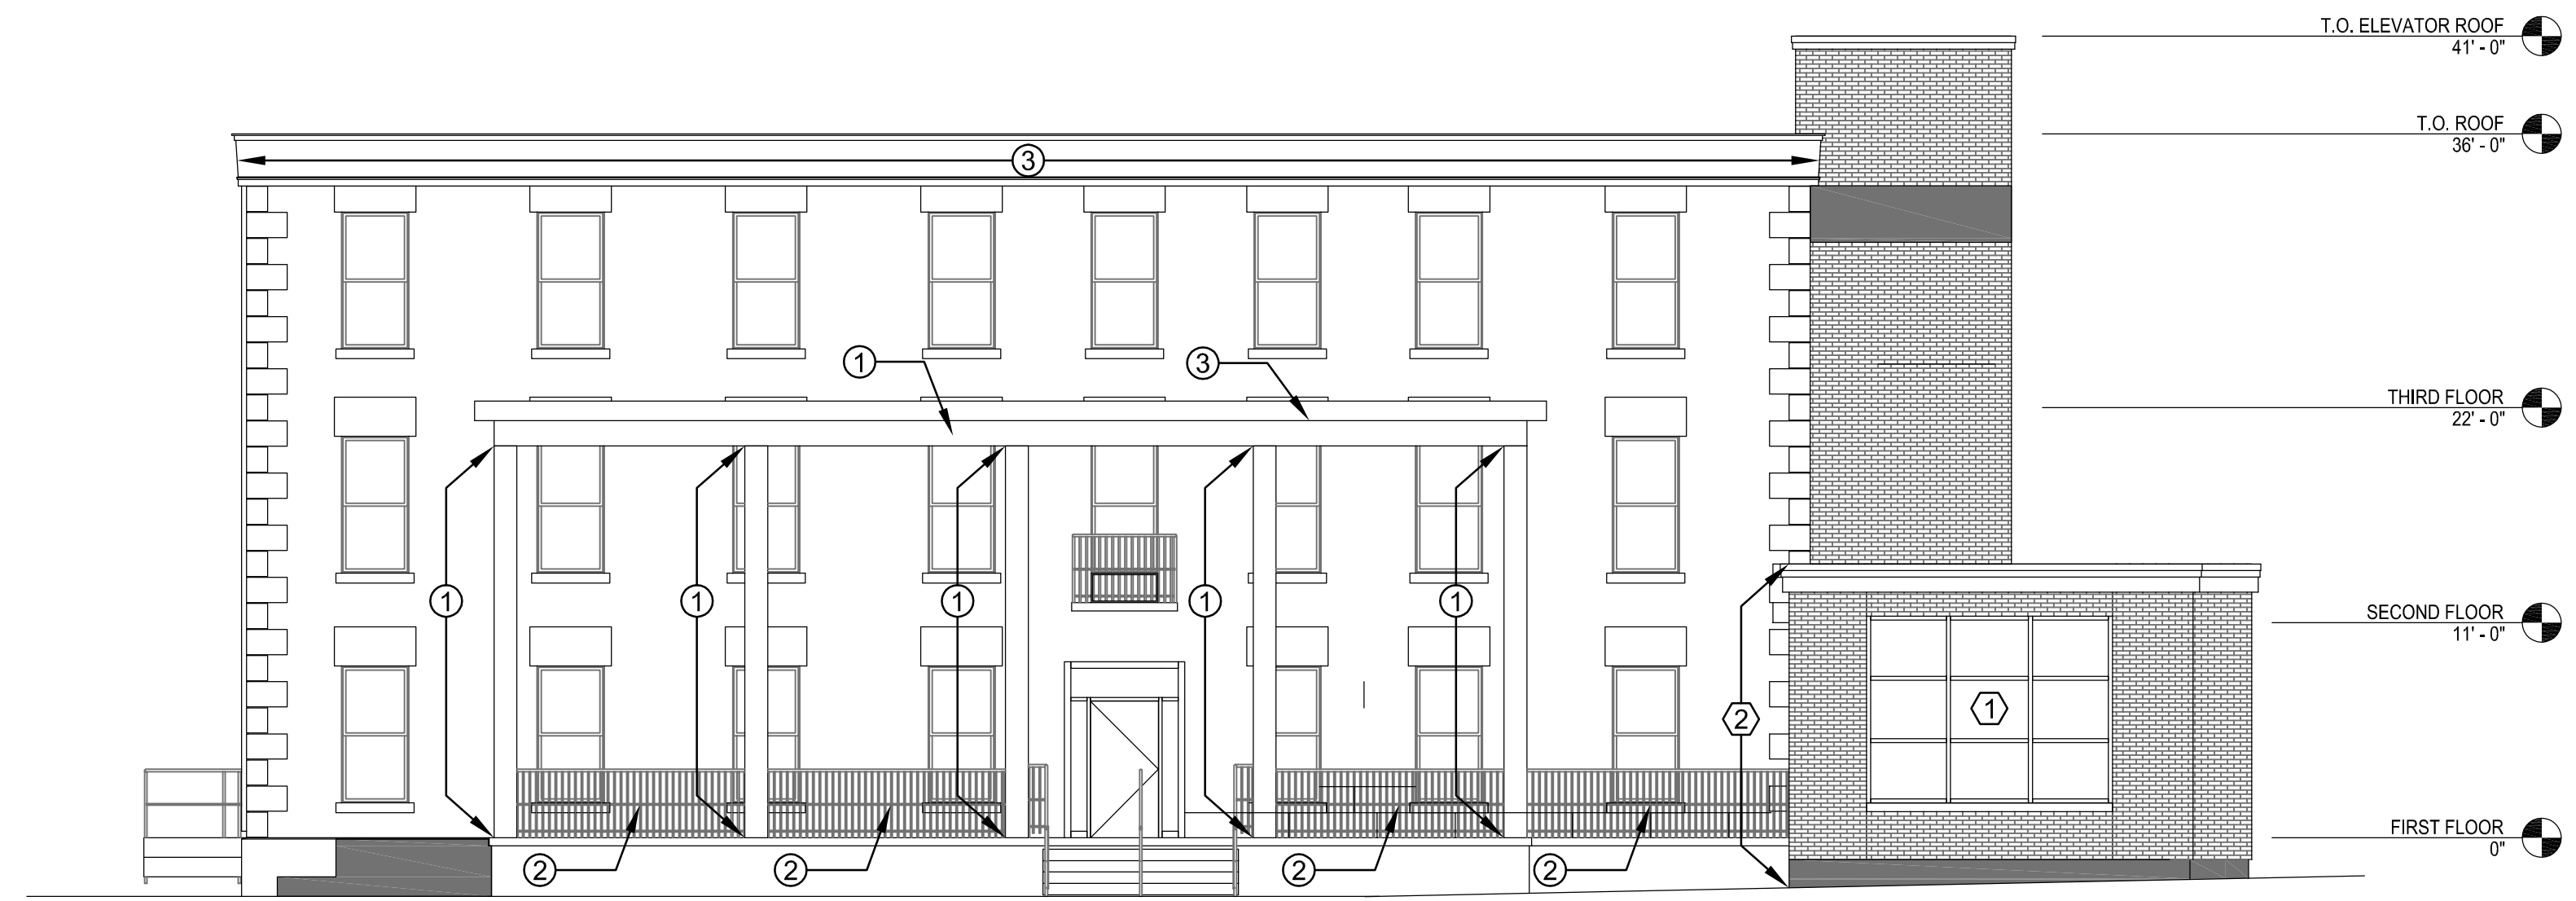 T.O. ELEVATOR ROOF
41' - 0"
T.O. ROOF
36' - 0"
3
1
3
THIRD FLOOR
22' - 0"
1
1
1
1
1
SECOND FLOOR
11' - 0"
2
1
FIRST FLOOR
0"
2
2
2
2